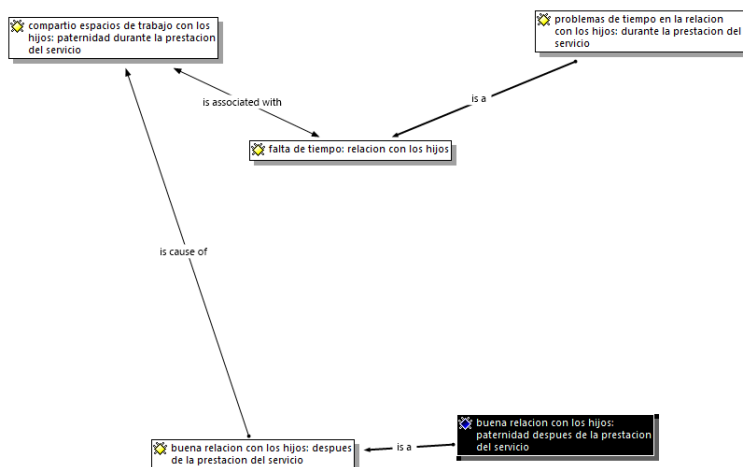 compartio espacios de trabajo con los
hijos: paternidad durante la prestacion
del servicio
problemas de tiempo en la relacion
con los hijos: durante la prestacion del
servicio
is associated with
is a
falta de tiempo: relacion con los hijos
is cause of
buena relacion con los hijos: despues
de la prestacion del servicio
is a
buena relacion con los hijos:
paternidad despues de la prestacion
del servicio